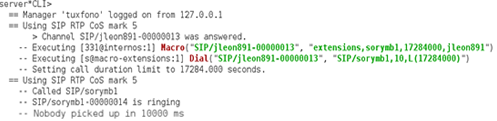 server*CLI>
== Manager 'tuxfono' logged on from 127.0.0.1
== Using SIP RTP CoS mark 5
> Channel SIP/jleon891-00000013 was answered.
-- Executing [331@internos:1] Macro("SIP/jleon891-00000013", "extensions,sorymb1,17284000,jleon891")
-- Executing [s@macro-extensions:1] Dial("SIP/jleon891-00000013", "SIP/sorymb1,10,L(17284000)")
-- Setting call duration limit to 17284.000 seconds.
== Using SIP RTP CoS mark 5
-- Called SIP/sorymb1
-- SIP/sorymb1-00000014 is ringing
-- Nobody picked up in 10000 ms